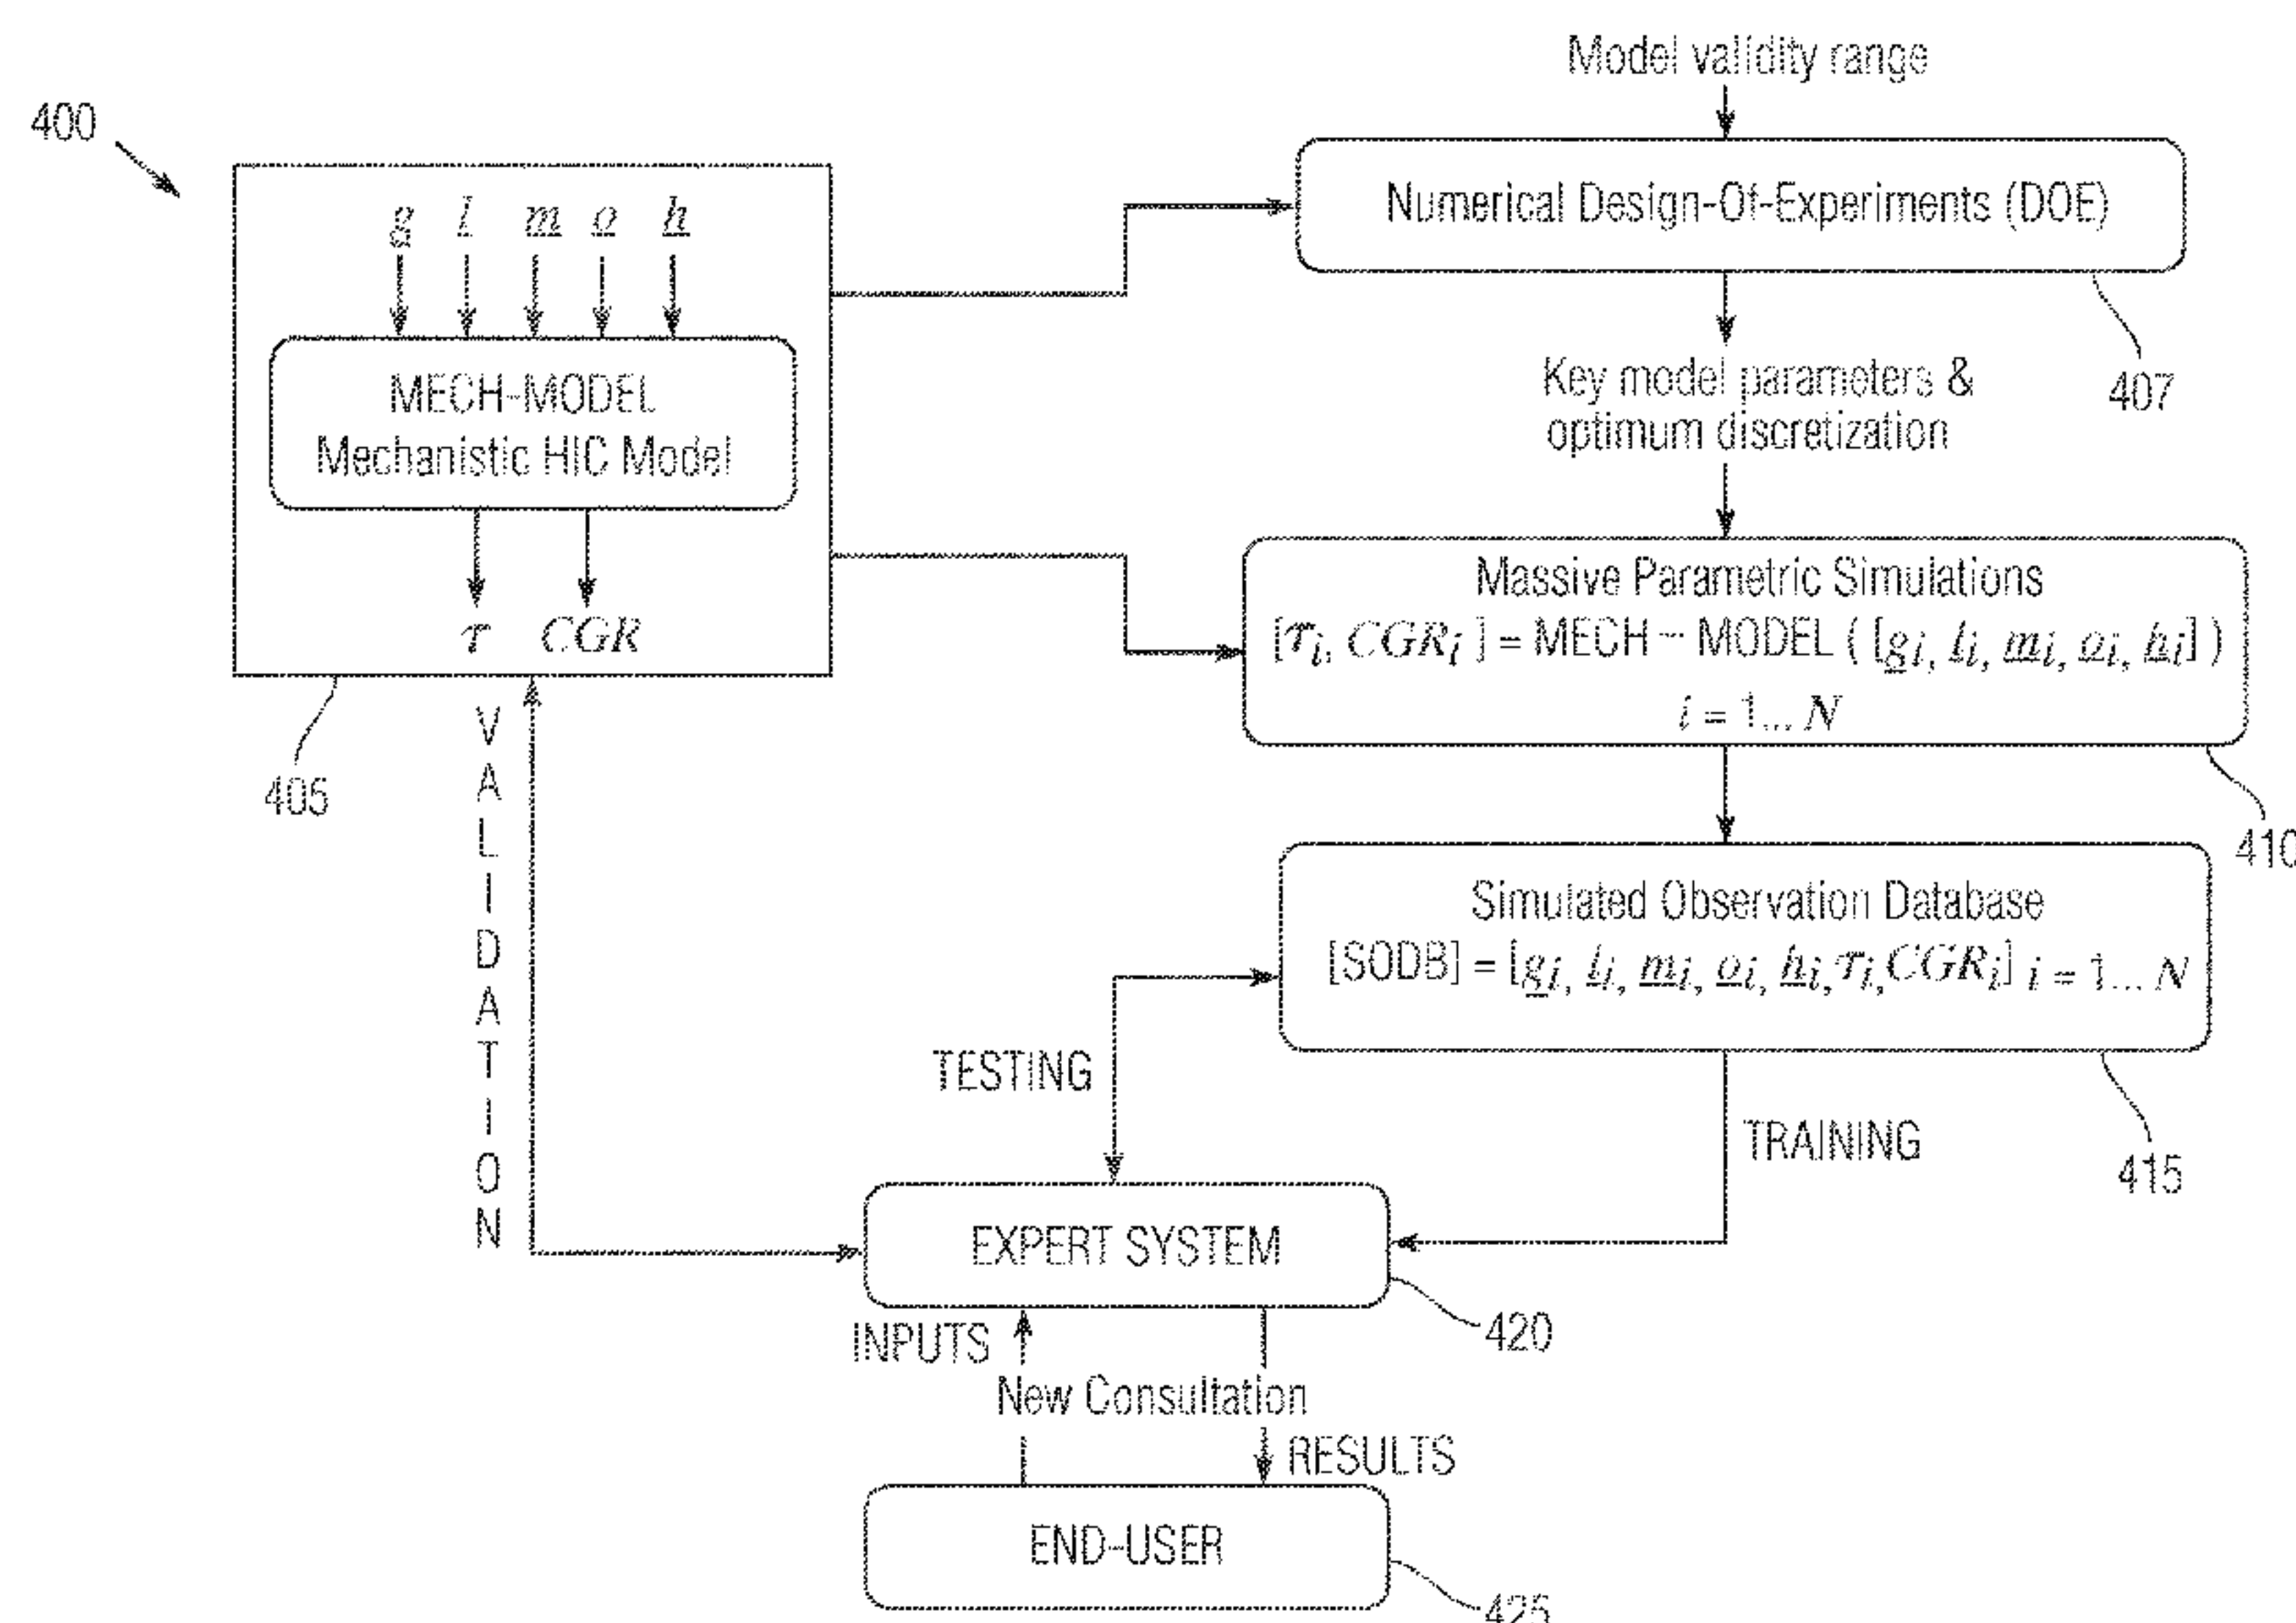 400
g l m o h
MECH-MODEL
Mechanistic HIC Model
τ CGR
405
VALIDATION
Model validity range
Numerical Design-Of-Experiments (DOE)
407
Key model parameters &
optimum discretization
Massive Parametric Simulations
[τi, CGRi ] = MECH - MODEL ( [gi, li, mi, oi, hi] )
i = 1... N
410
Simulated Observation Database
[SODB] = [gi, li, mi, oi, hi, τi, CGRi] i = 1... N
415
TESTING
TRAINING
EXPERT SYSTEM
420
INPUTS
New Consultation
RESULTS
END-USER
425